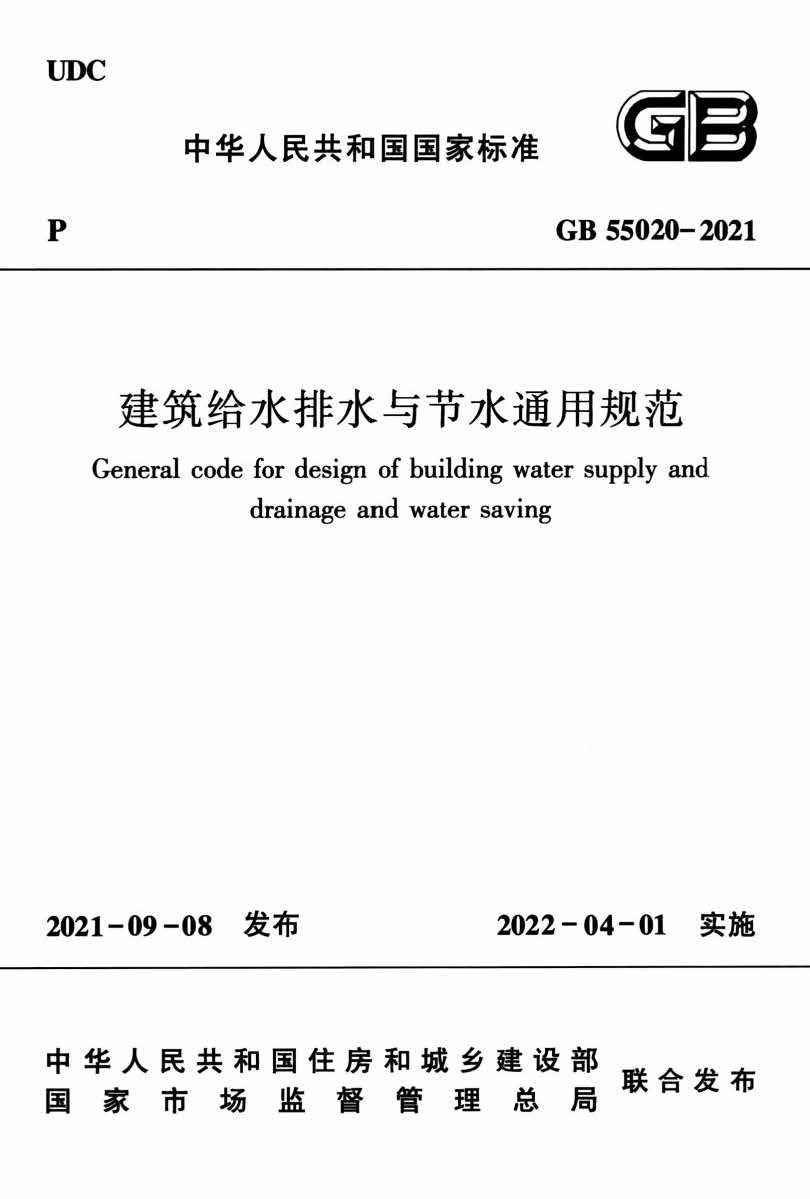 UDC
GB
中华人民共和国国家标准
P
GB 55020-2021
建筑给水排水与节水通用规范
General code for design of building water supply and
drainage and water saving
2021-09-08 发布
2022-04-01 实施
中华人民共和国住房和城乡建设部
国家市场监督管理总局
联合发布